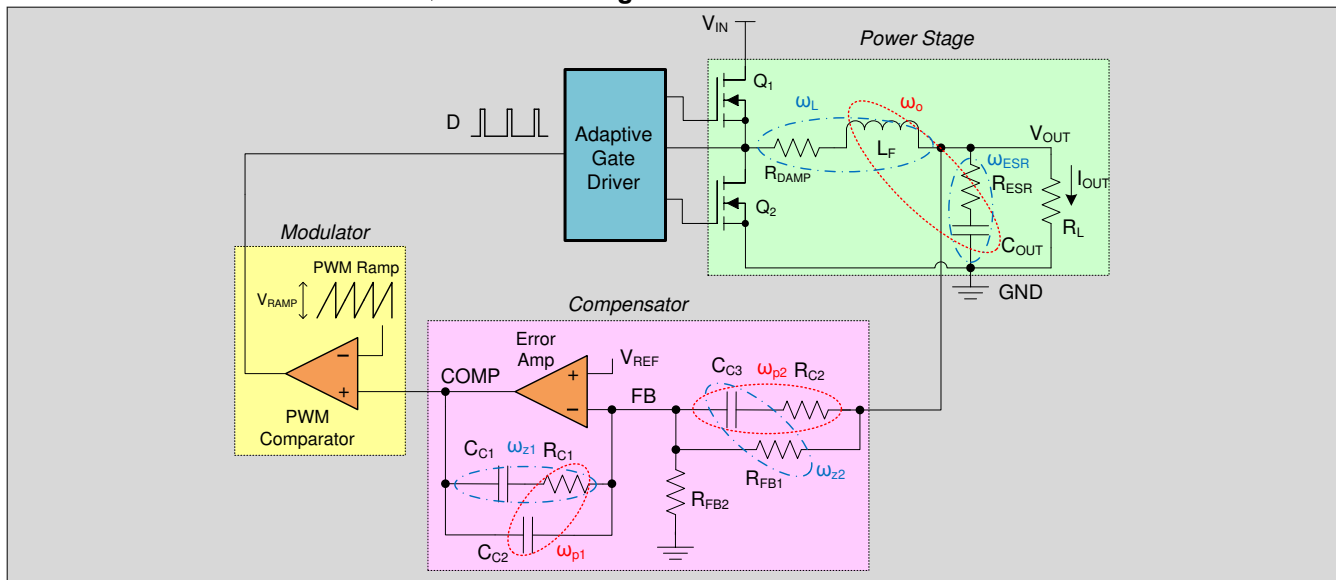 VIN
Power Stage
Q1
ωL
ωo
D
Adaptive
Gate
Driver
VOUT
LF
ωESR
RDAMP
RESR
IOUT
Q2
RL
COUT
Modulator
PWM Ramp
VRAMP
GND
Compensator
Error
Amp
VREF
COMP
CC3
ωp2
RC2
FB
PWM
Comparator
CC1
ωz1
RC1
RFB1
ωz2
RFB2
CC2
ωp1